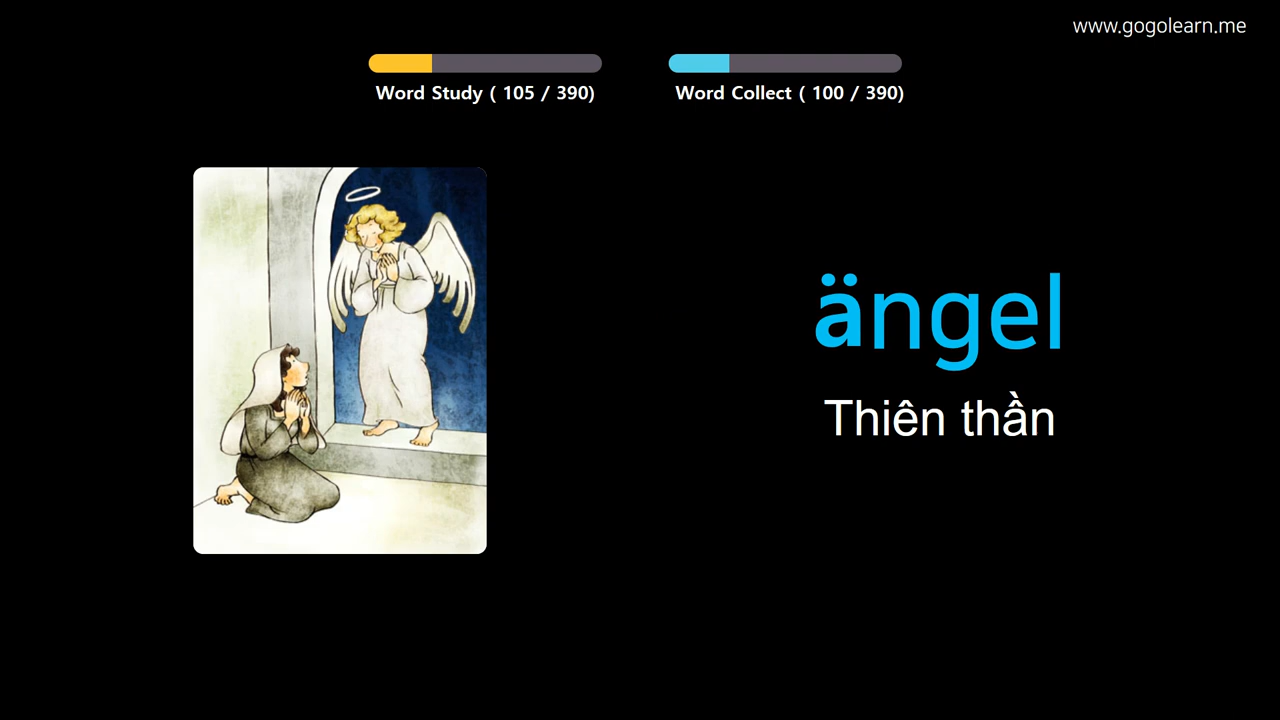 www.gogolearn.me
Word Study ( 105 / 390)
Word Collect ( 100 / 390)
ängel
Thiên thần